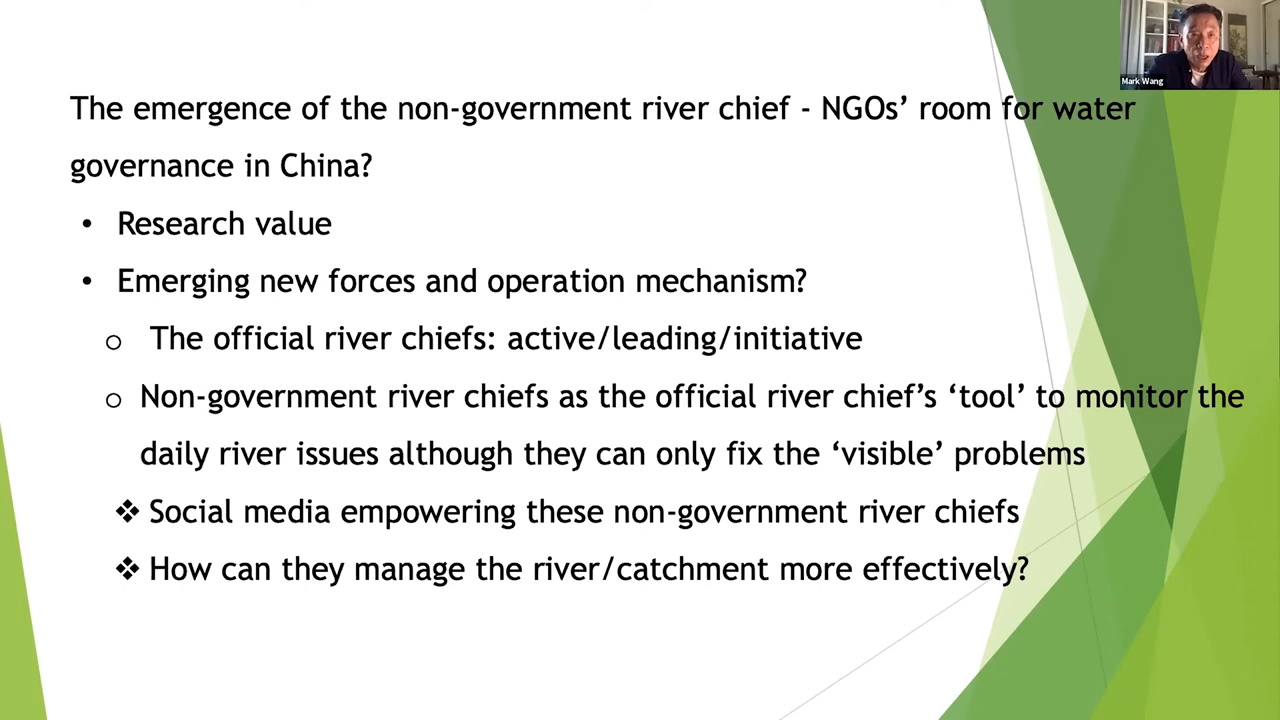 Mark Wang
The emergence of the non-government river chief - NGOs’ room for water
governance in China?
• Research value
• Emerging new forces and operation mechanism?
o The official river chiefs: active/leading/initiative
o Non-government river chiefs as the official river chief’s ‘tool’ to monitor the
daily river issues although they can only fix the ‘visible’ problems
❖ Social media empowering these non-government river chiefs
❖ How can they manage the river/catchment more effectively?